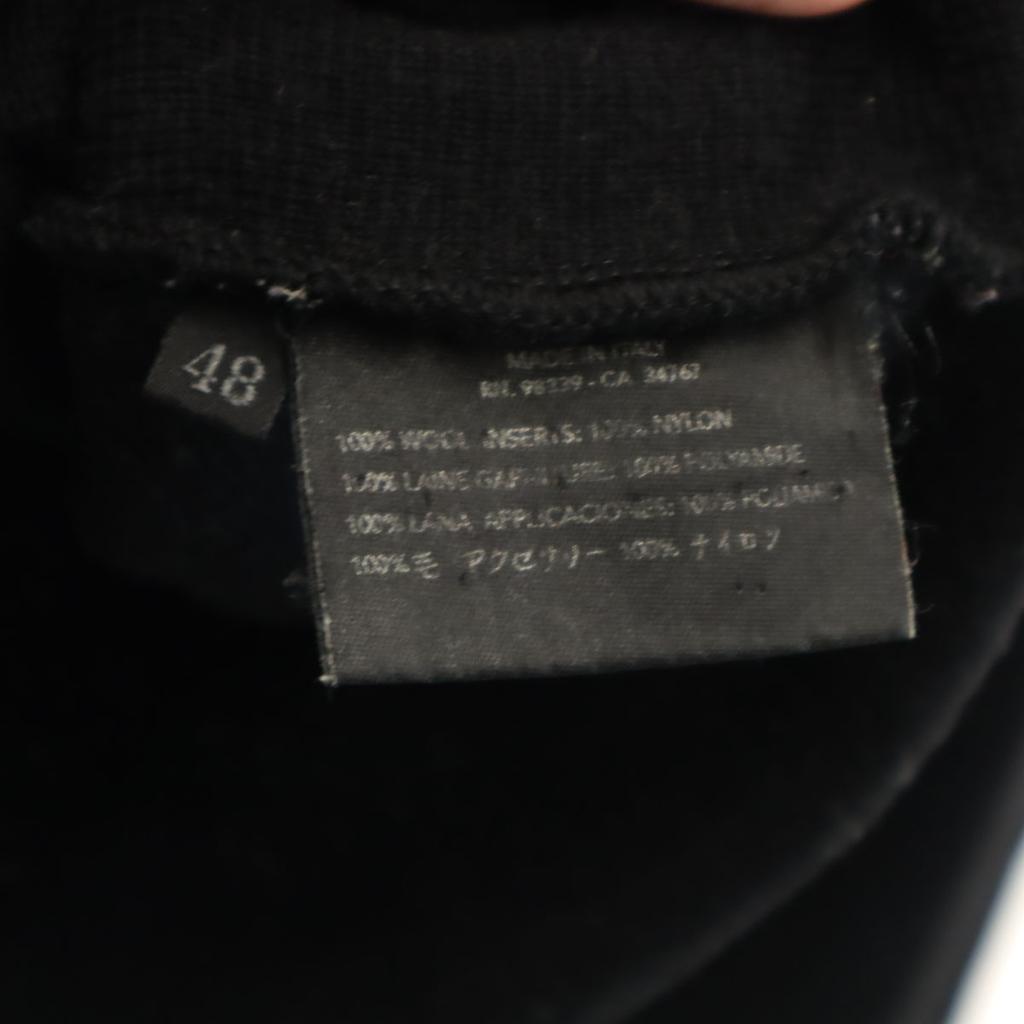 48
MADE IN ITALY
RN. 98339 - CA 34767
100% WOOL INSERTS: 100% NYLON
100% LAINE GARNITURE: 100% POLYAMIDE
100% LANA APPLICACIONES: 100% POLIAMIDA
100% 毛 アクセサリー 100% ナイロン